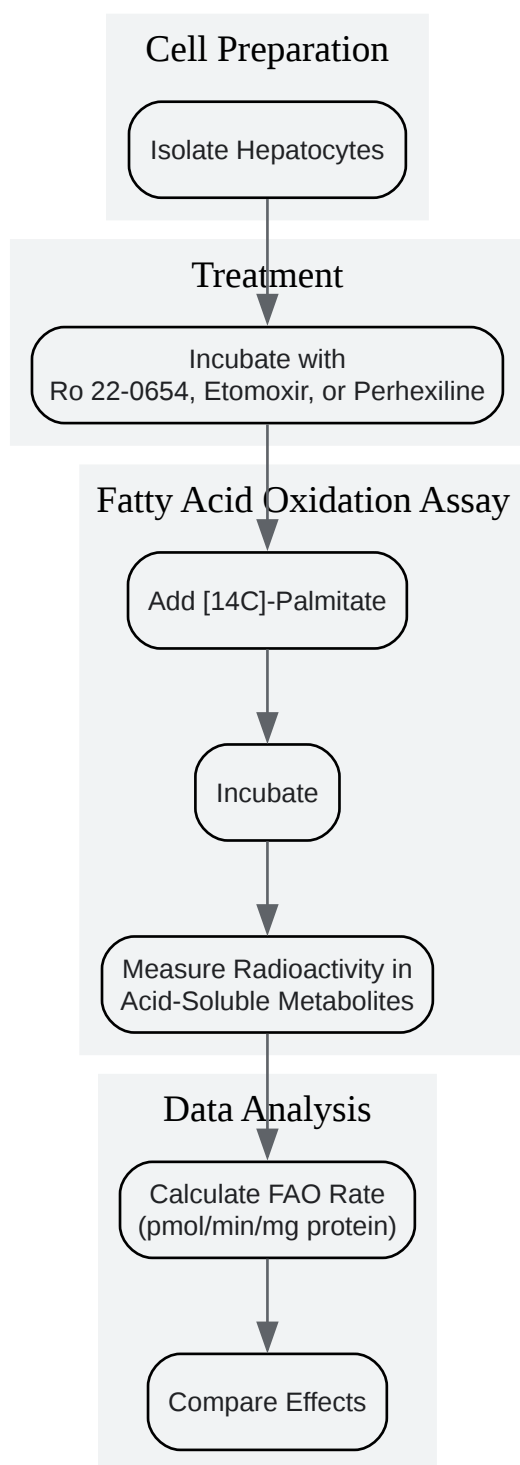 Cell Preparation
Isolate Hepatocytes
Treatment
Incubate with
Ro 22-0654, Etomoxir, or Perhexiline
Fatty Acid Oxidation Assay
Add [14C]-Palmitate
Incubate
Measure Radioactivity in
Acid-Soluble Metabolites
Data Analysis
Calculate FAO Rate
(pmol/min/mg protein)
Compare Effects